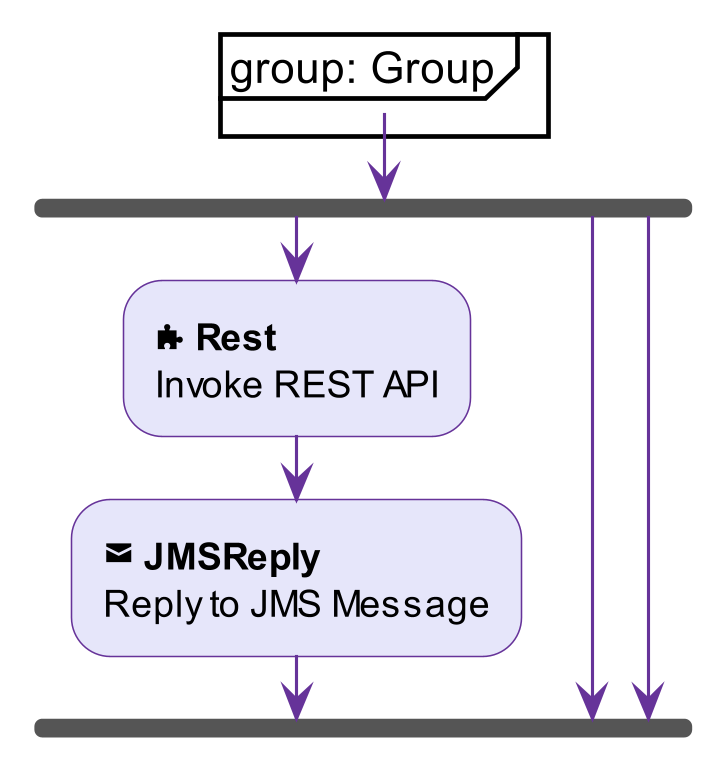 group: Group
Rest
Invoke REST API
JMSReply
Reply to JMS Message